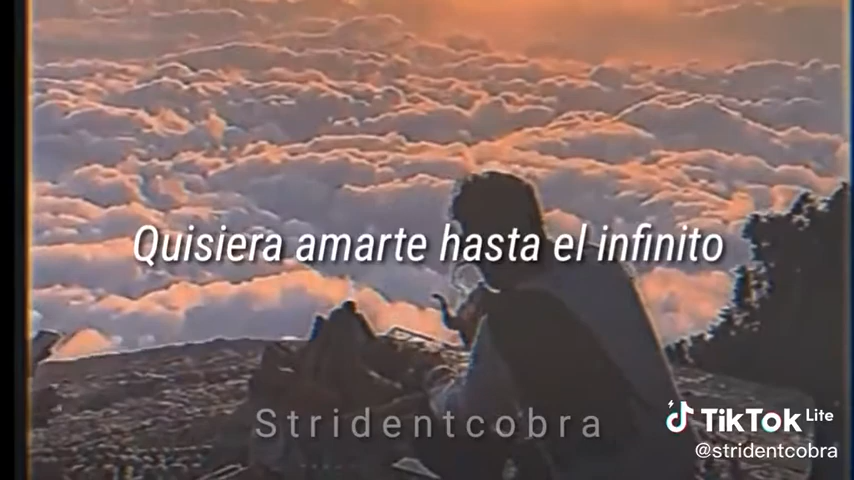 Quisiera amarte hasta el infinito
Stridentcobra
TikTok Lite
@stridentcobra